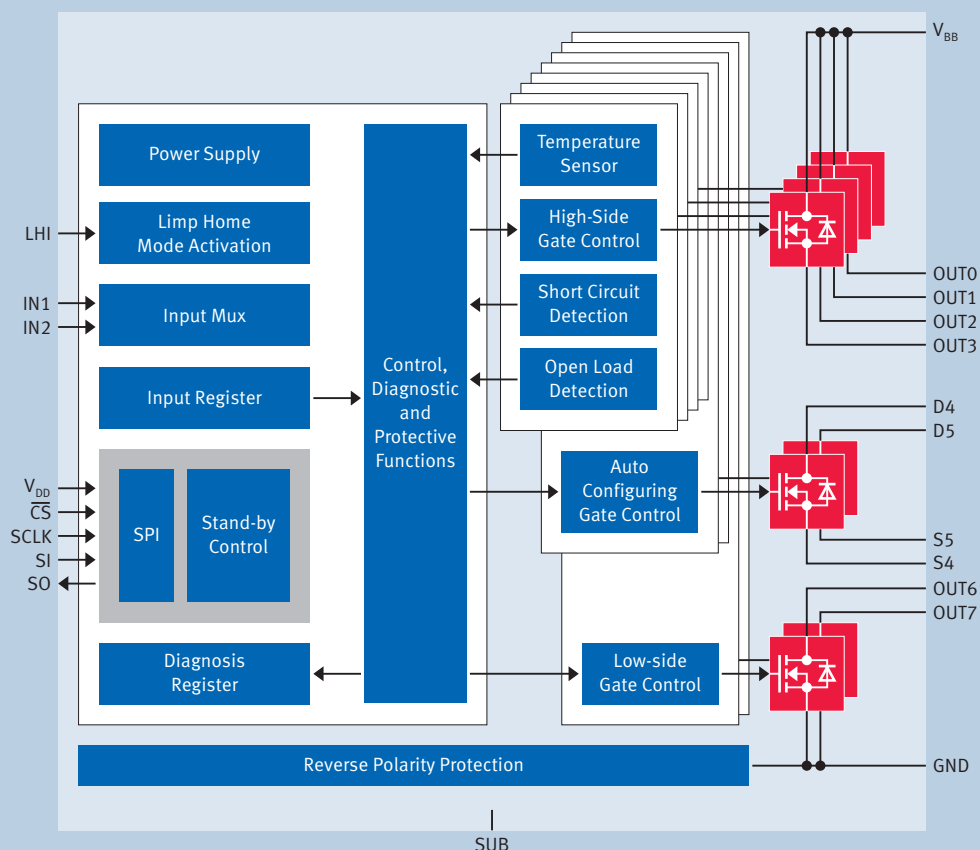 V_BB
Power Supply
Temperature
Sensor
LHI
Limp Home
Mode Activation
High-Side
Gate Control
OUT0
OUT1
OUT2
OUT3
IN1
IN2
Input Mux
Short Circuit
Detection
Control,
Diagnostic
and
Protective
Functions
Input Register
Open Load
Detection
D4
D5
V_DD
C̅S̅
SCLK
SI
SO
SPI
Stand-by
Control
Auto
Configuring
Gate Control
S5
S4
OUT6
OUT7
Diagnosis
Register
Low-side
Gate Control
Reverse Polarity Protection
GND
SUB